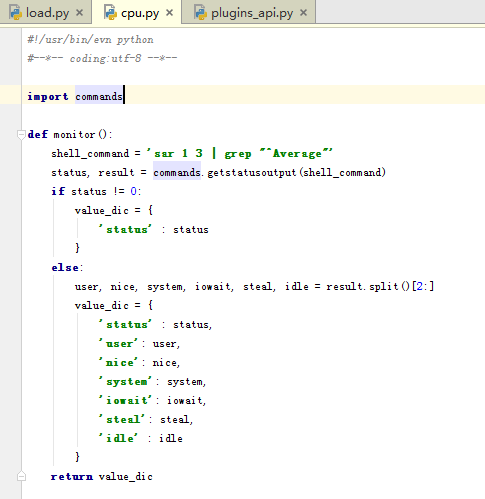 load.py × cpu.py × plugins_api.py ×
#!/usr/bin/evn python
#--*-- coding:utf-8 --*--
import commands
def monitor():
shell_command = 'sar 1 3 | grep "^Average"'
status, result = commands.getstatusoutput(shell_command)
if status != 0:
value_dic = {
'status' : status
}
else:
user, nice, system, iowait, steal, idle = result.split()[2:]
value_dic = {
'status' : status,
'user': user,
'nice': nice,
'system': system,
'iowait': iowait,
'steal': steal,
'idle' : idle
}
return value_dic